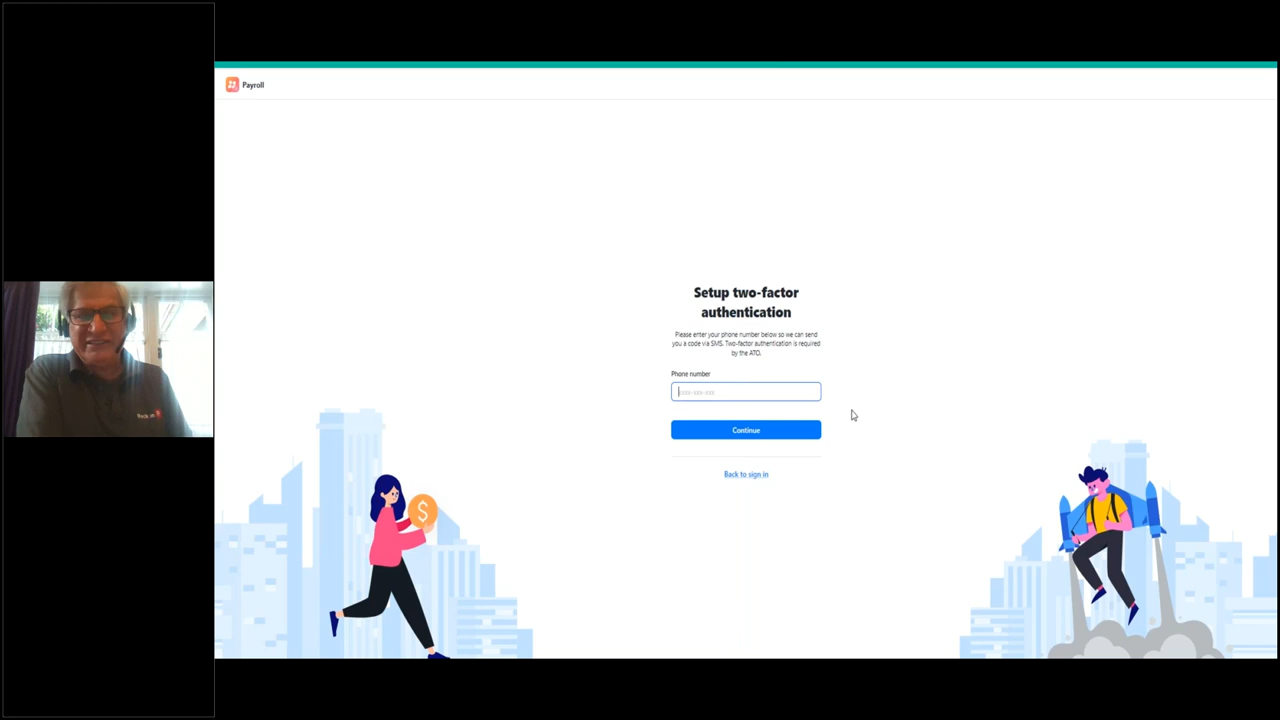 Payroll
Setup two-factor
authentication
Please enter your phone number below so we can send
you a code via SMS. Two-factor authentication is required
by the ATO.
Phone number
Continue
Back to sign in
$